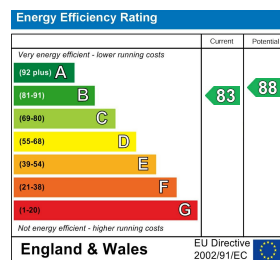 Energy Efficiency Rating
Current Potential
Very energy efficient - lower running costs
(92 plus) A
(81-91) B
83 88
(69-80) C
(55-68) D
(39-54) E
(21-38) F
(1-20) G
Not energy efficient - higher running costs
England & Wales
EU Directive
2002/91/EC